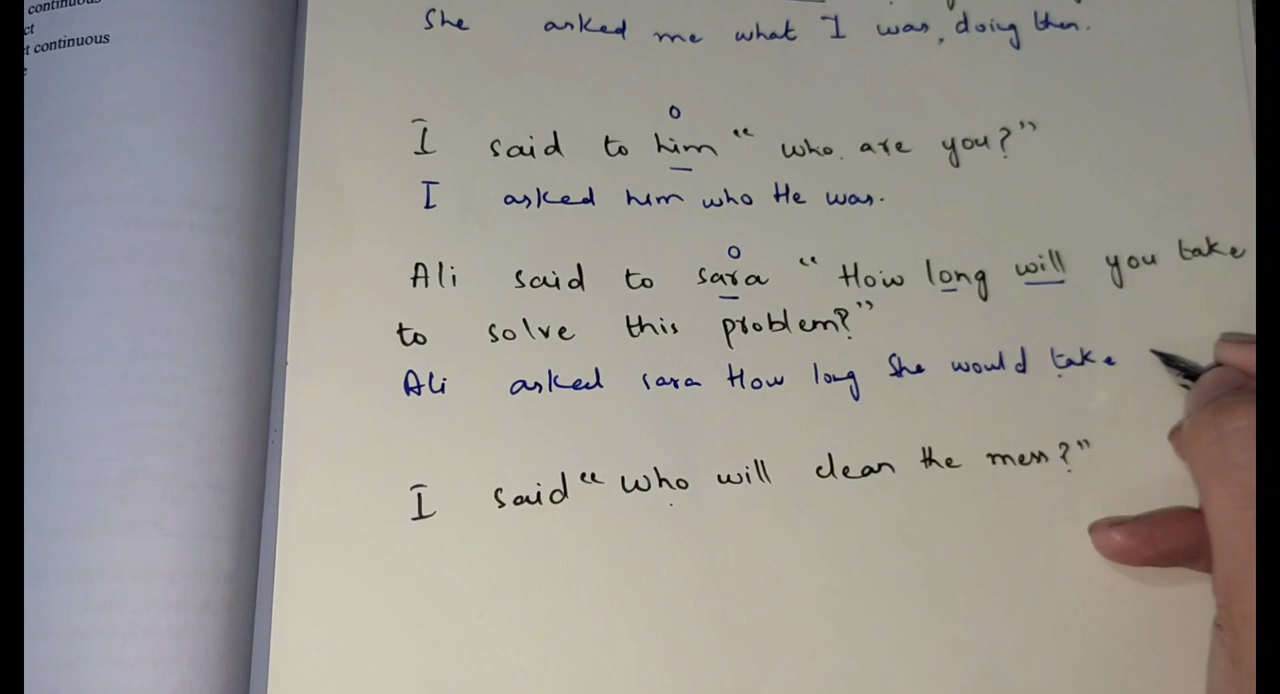 continuous
ct
t continuous
She asked me what I was, doing then.
o
I said to him “ who are you?”
I asked him who He was.
o
Ali said to sara “ How long will you take
to solve this problem?”
Ali asked sara How long She would take
I said “ who will clean the mess?”